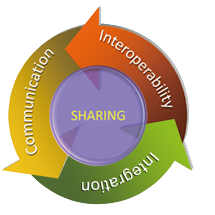 Communication
Interoperability
SHARING
Integration